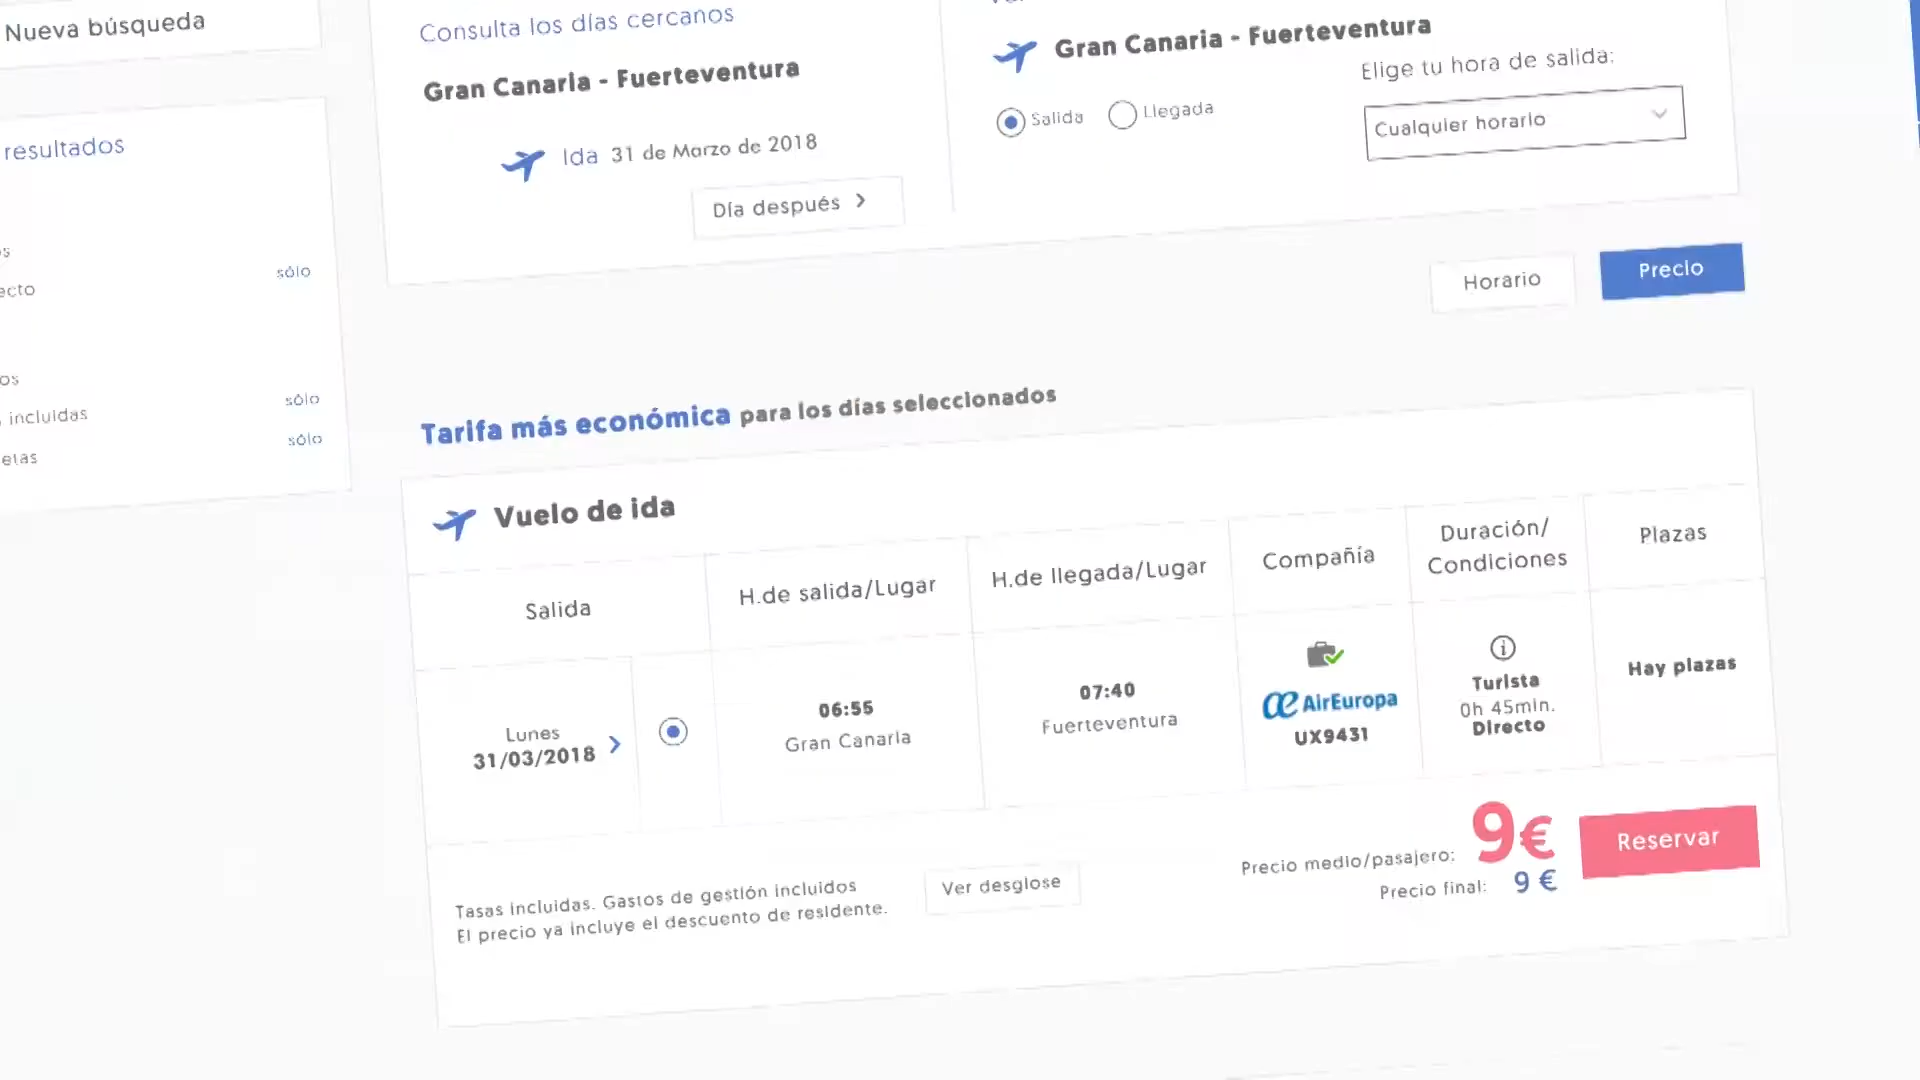 Nueva búsqueda
resultados
sólo
incluidas
sólo
sólo
Consulta los días cercanos
Gran Canaria - Fuerteventura
Ida 31 de Marzo de 2018
Día después
Gran Canaria - Fuerteventura
Elige tu hora de salida:
Salida
Llegada
Cualquier horario
Horario
Precio
Tarifa más económica para los días seleccionados
Vuelo de ida
Salida
H.de salida/Lugar
H.de llegada/Lugar
Compañía
Duración/
Condiciones
Plazas
Lunes
31/03/2018
06:55
Gran Canaria
07:40
Fuerteventura
AirEuropa
UX9431
Turista
0h 45min.
Directo
Hay plazas
Tasas incluidas. Gastos de gestión incluidos
El precio ya incluye el descuento de residente.
Ver desglose
Precio medio/pasajero: 9€
Precio final: 9 €
Reservar